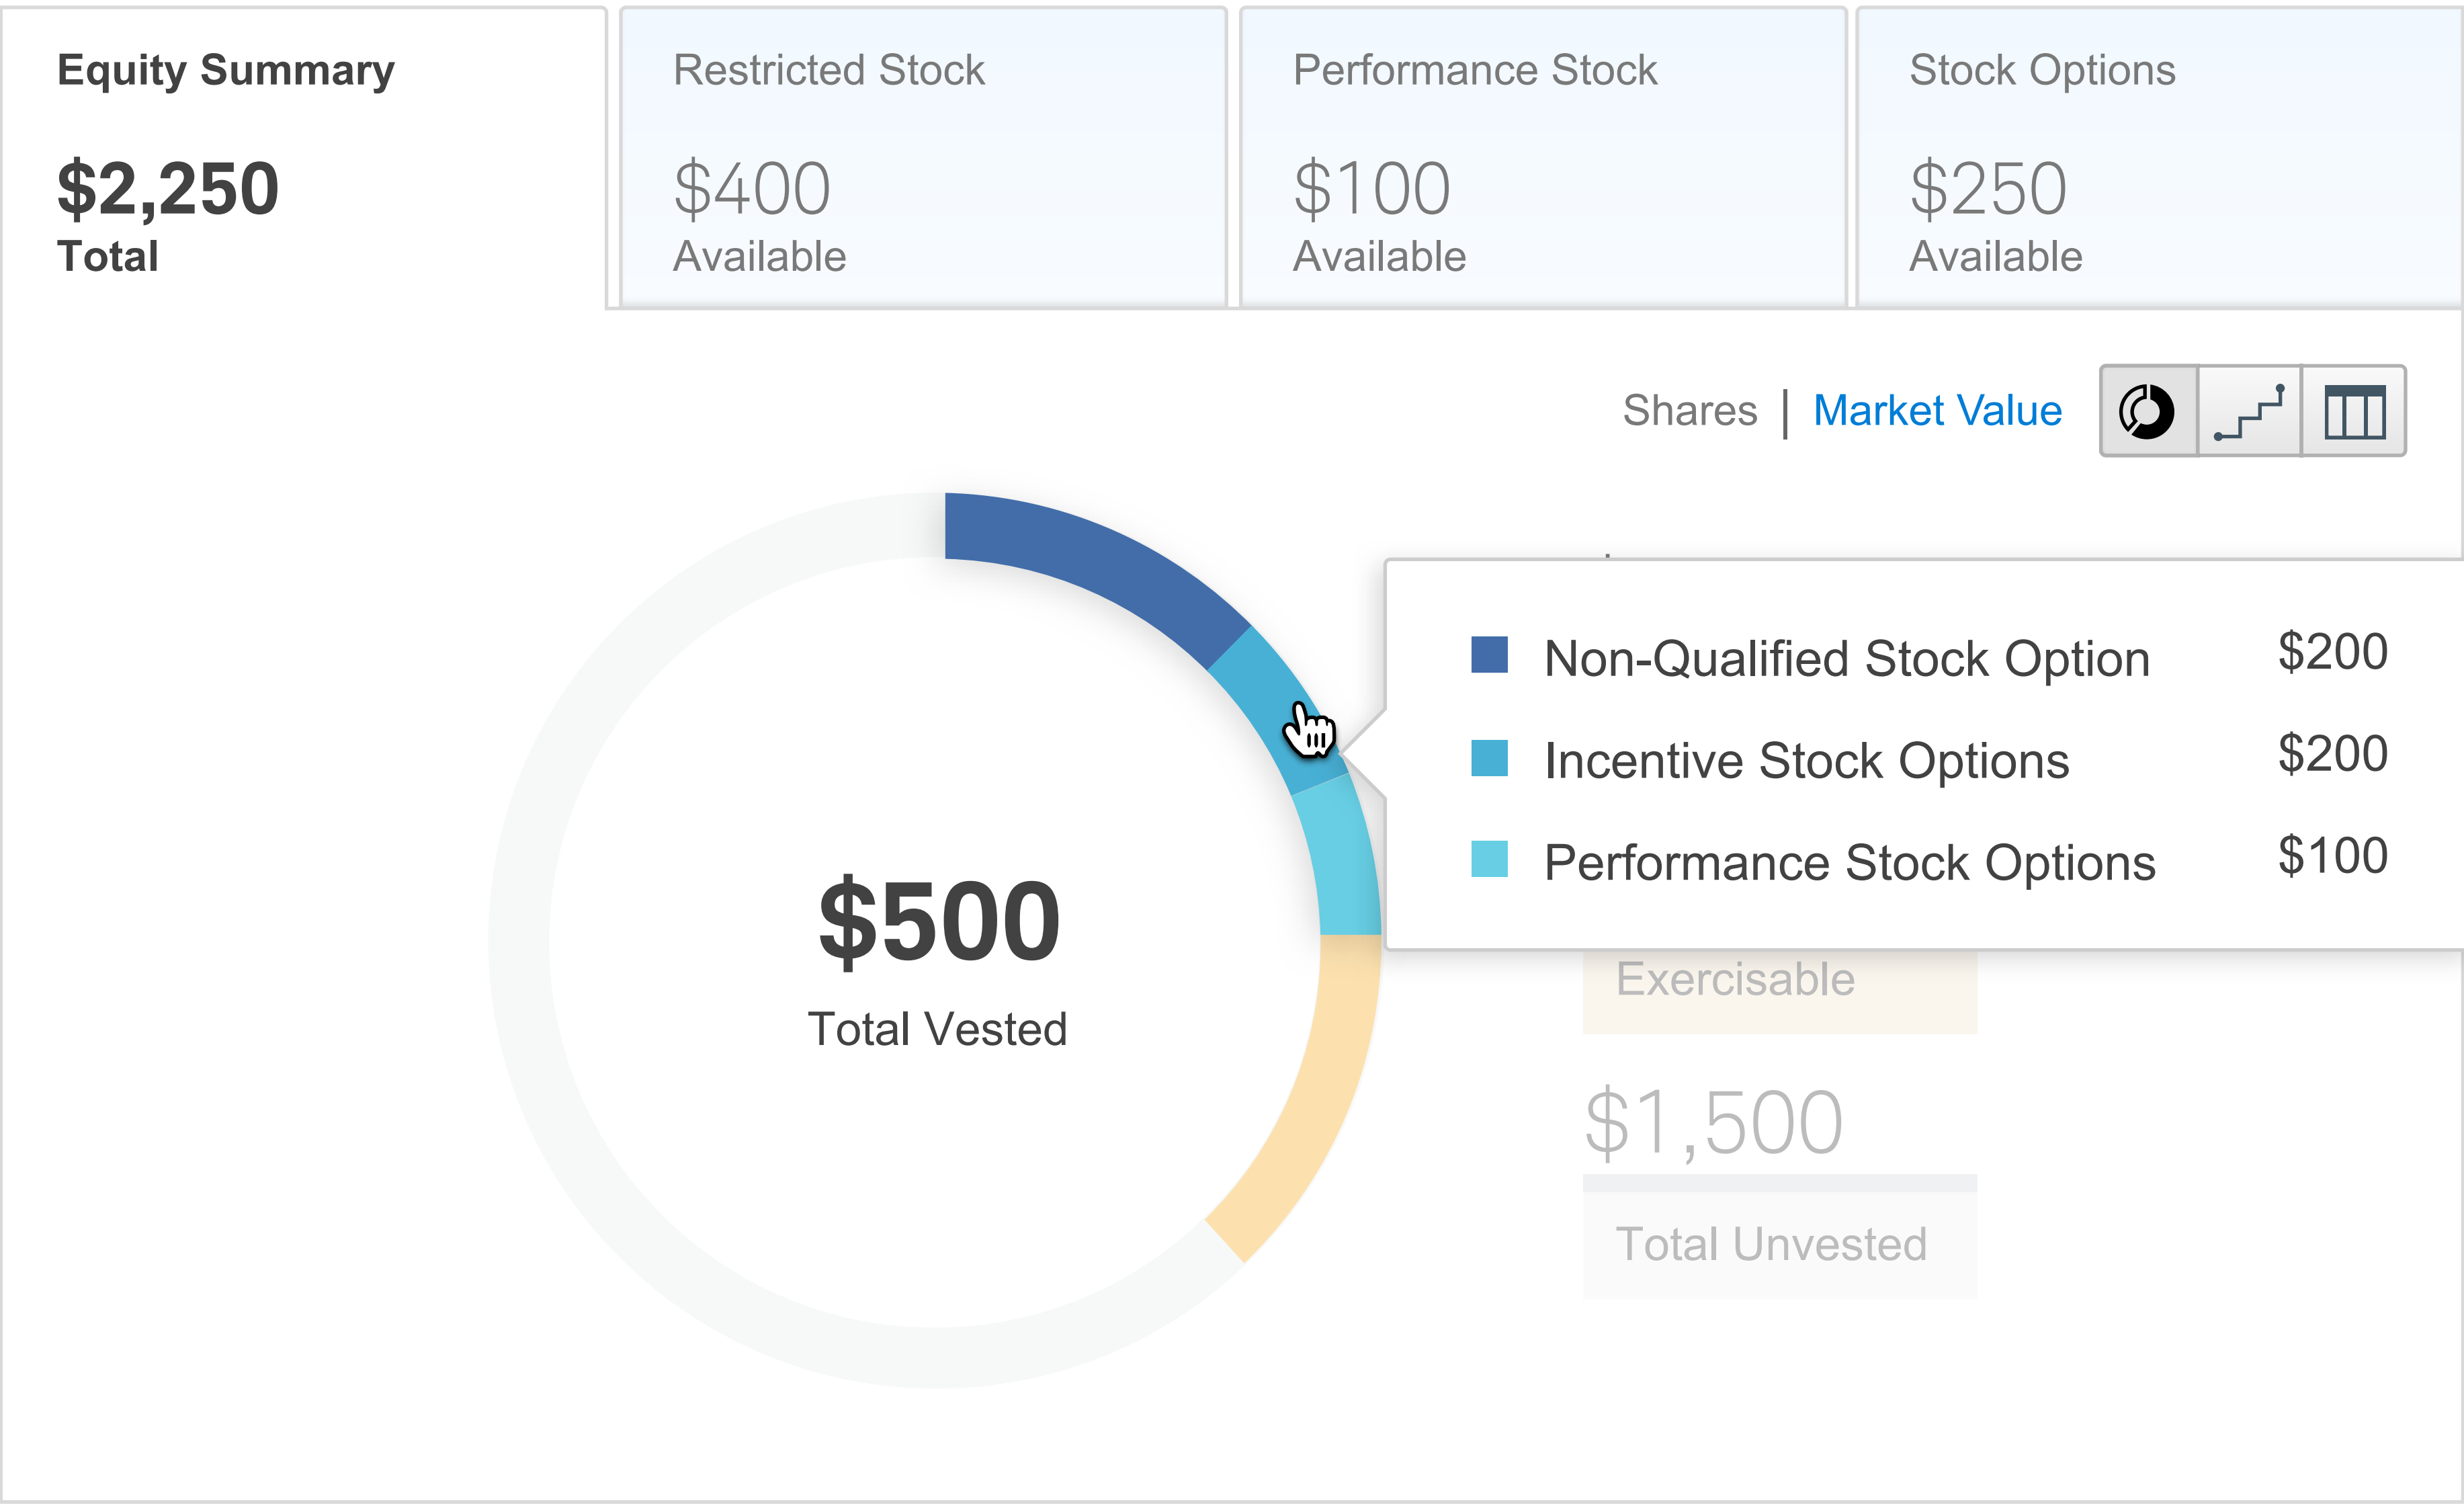 Equity Summary
$2,250
Total
Restricted Stock
$400
Available
Performance Stock
$100
Available
Stock Options
$250
Available
Shares | Market Value
Non-Qualified Stock Option $200
Incentive Stock Options $200
Performance Stock Options $100
$500
Total Vested
Exercisable
$1,500
Total Unvested